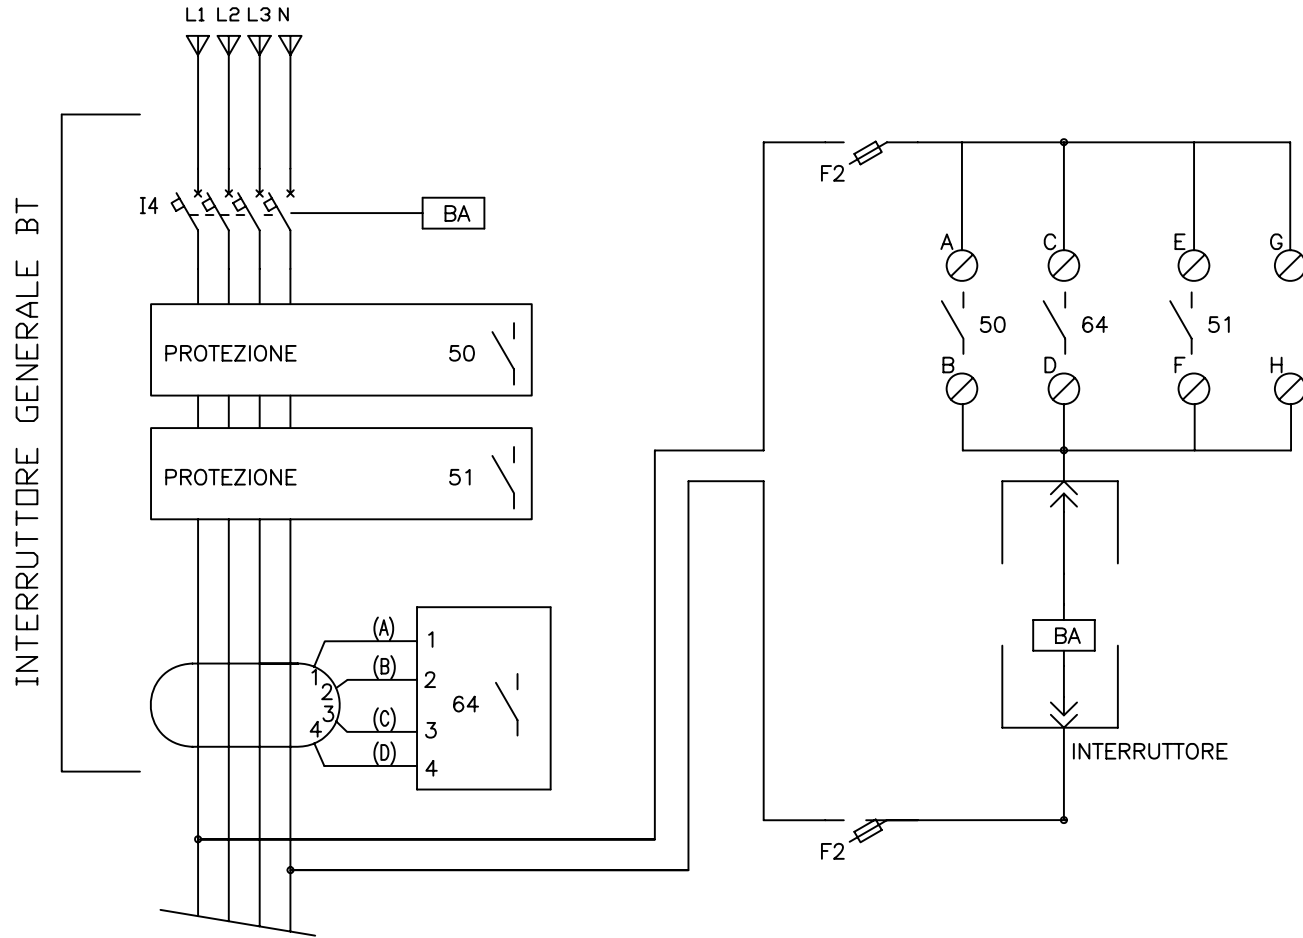 L1 L2 L3 N
INTERRUTTORE GENERALE BT
I4
BA
PROTEZIONE 50
PROTEZIONE 51
(A)
(B)
(C)
(D)
1
2
3
4
1
2
3
4
64
F2
A C E G
50 64 51
B D F H
BA
INTERRUTTORE
F2